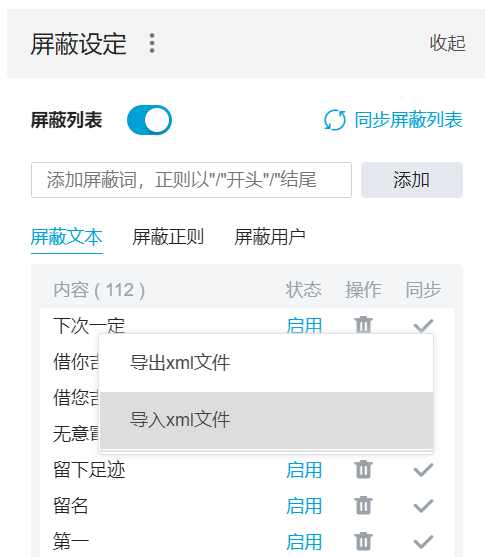 屏蔽设定 收起
屏蔽列表 同步屏蔽列表
添加屏蔽词，正则以"/"开头"/"结尾 添加
屏蔽文本 屏蔽正则 屏蔽用户
内容 ( 112 ) 状态 操作 同步
下次一定 启用
借你
导出xml文件
借您
导入xml文件
无意
留下足迹 启用
留名 启用
第一 启用